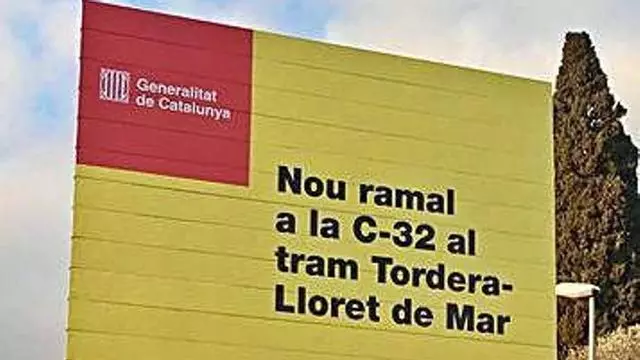 Generalitat
de Catalunya
Nou ramal
a la C-32 al
tram Tordera-
Lloret de Mar